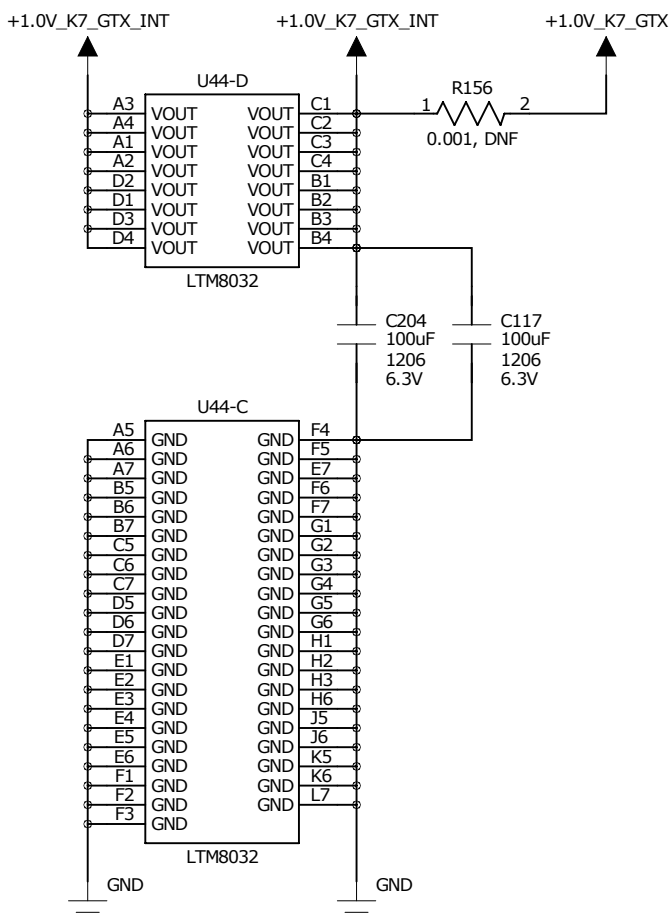 +1.0V_K7_GTX_INT +1.0V_K7_GTX_INT +1.0V_K7_GTX
U44-D
R156
1 2
0.001, DNF
A3 VOUT VOUT C1
A4 VOUT VOUT C2
A1 VOUT VOUT C3
A2 VOUT VOUT C4
D2 VOUT VOUT B1
D1 VOUT VOUT B2
D3 VOUT VOUT B3
D4 VOUT VOUT B4
LTM8032
C204 C117
100uF 100uF
1206 1206
6.3V 6.3V
U44-C
A5 GND GND F4
A6 GND GND F5
A7 GND GND E7
B5 GND GND F6
B6 GND GND F7
B7 GND GND G1
C5 GND GND G2
C6 GND GND G3
C7 GND GND G4
D5 GND GND G5
D6 GND GND G6
D7 GND GND H1
E1 GND GND H2
E2 GND GND H3
E3 GND GND H6
E4 GND GND J5
E5 GND GND J6
E6 GND GND K5
F1 GND GND K6
F2 GND GND L7
F3 GND
LTM8032
GND GND